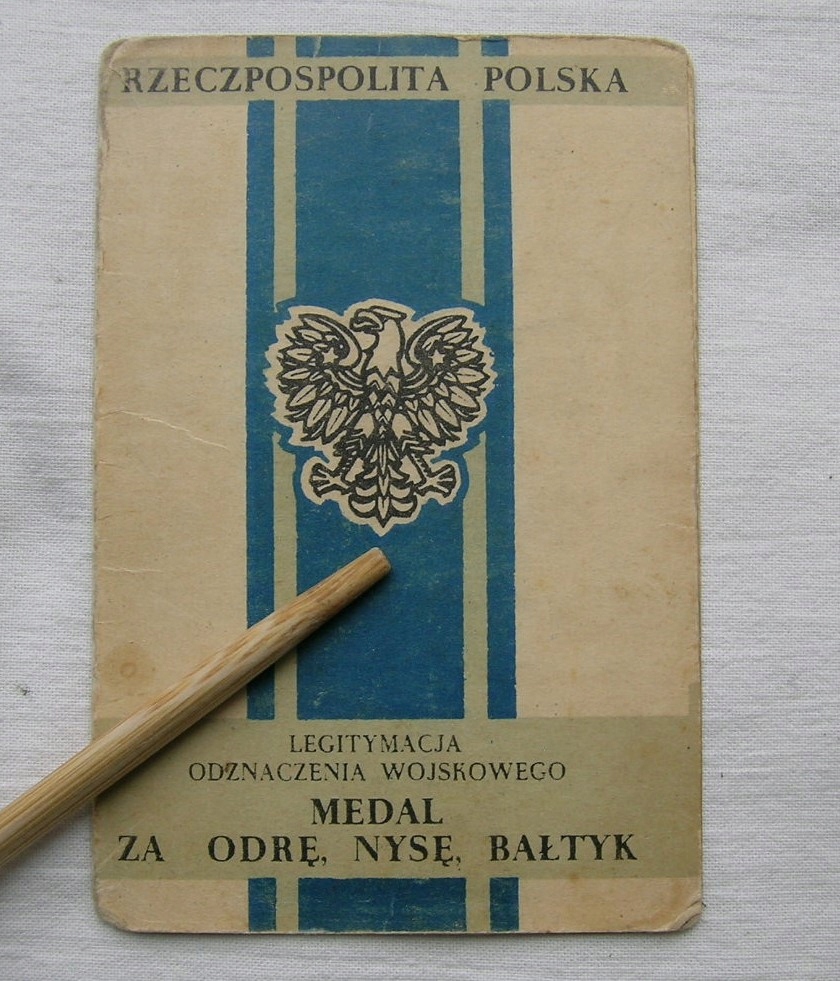 RZECZPOSPOLITA POLSKA
LEGITYMACJA
ODZNACZENIA WOJSKOWEGO
MEDAL
ZA ODRĘ, NYSĘ, BAŁTYK